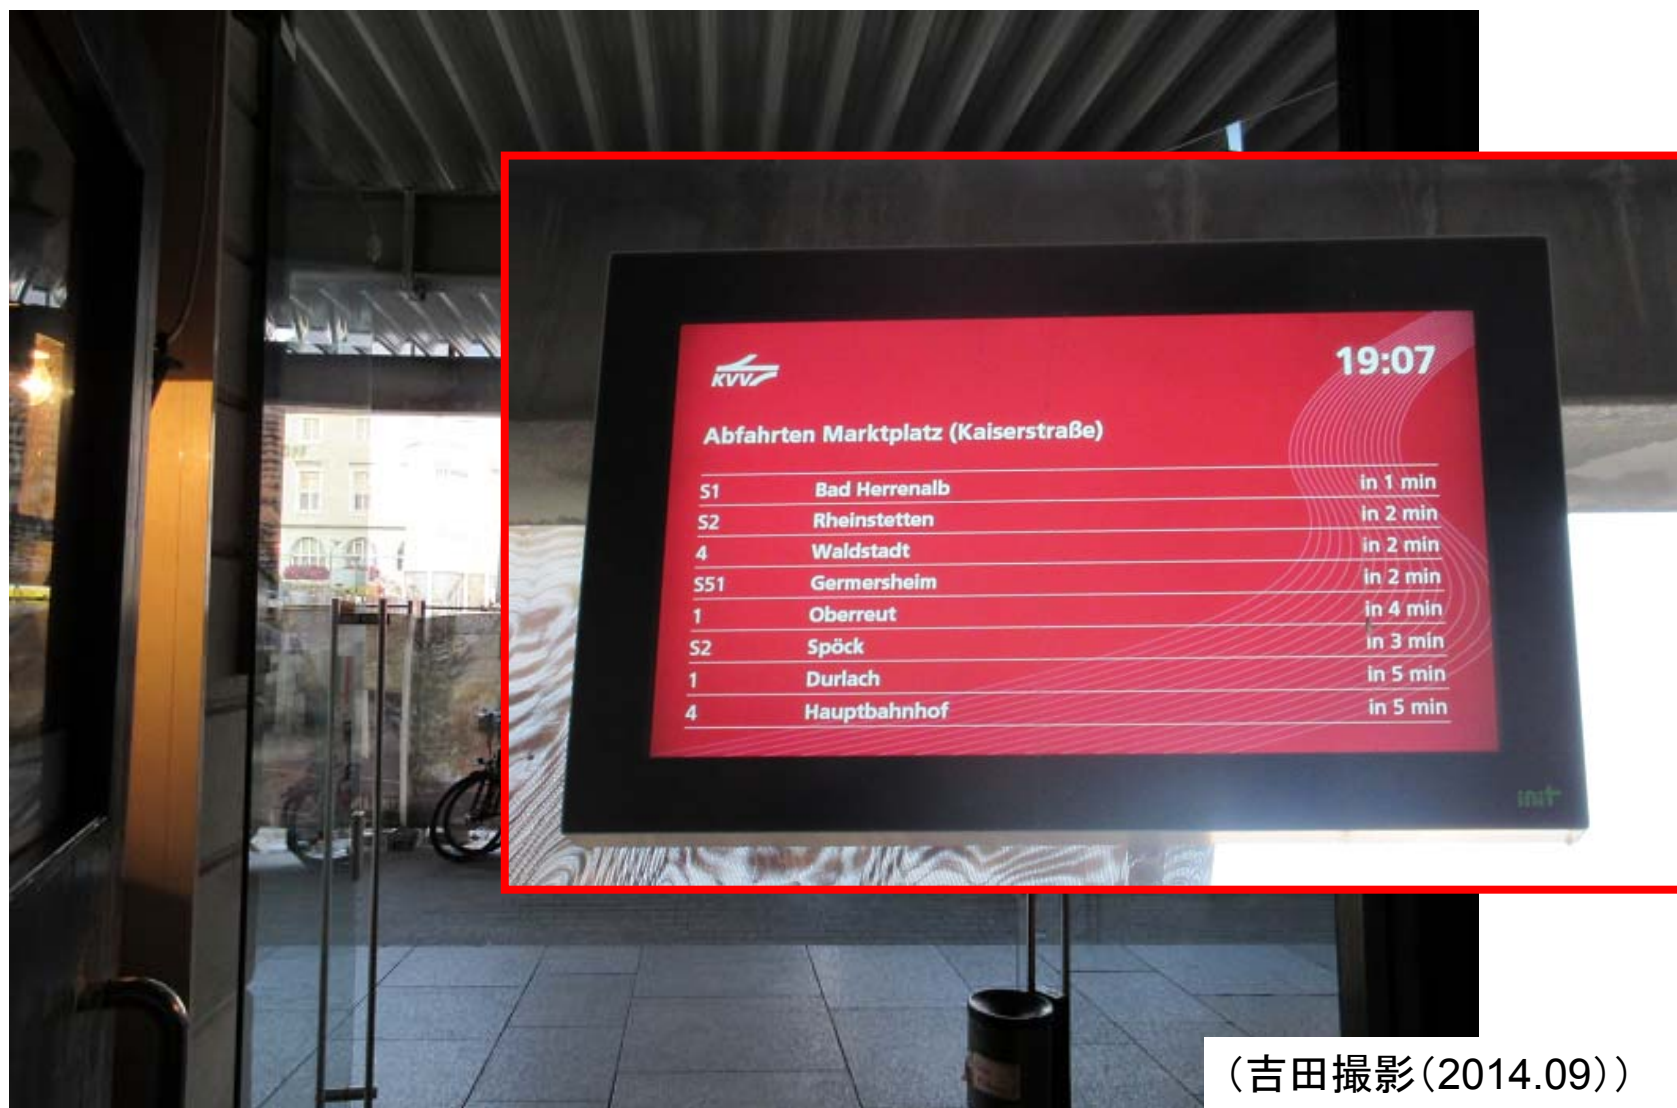 KVV
19:07
Abfahrten Marktplatz (Kaiserstraße)
S1 Bad Herrenalb in 1 min
S2 Rheinstetten in 2 min
4 Waldstadt in 2 min
S51 Germersheim in 2 min
1 Oberreut in 4 min
S2 Spöck in 3 min
1 Durlach in 5 min
4 Hauptbahnhof in 5 min
init
（吉田撮影（2014.09））